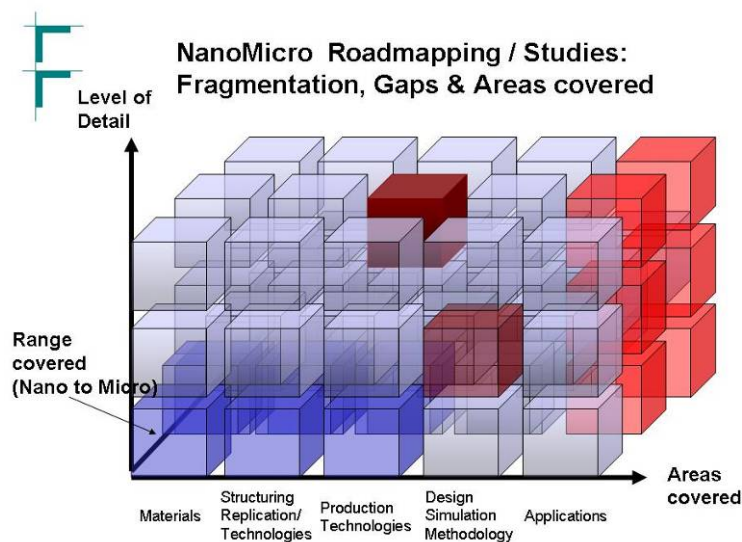 NanoMicro Roadmapping / Studies:
Fragmentation, Gaps & Areas covered
Level of
Detail
Range
covered
(Nano to Micro)
Areas
covered
Materials
Structuring
Replication/
Technologies
Production
Technologies
Design
Simulation
Methodology
Applications